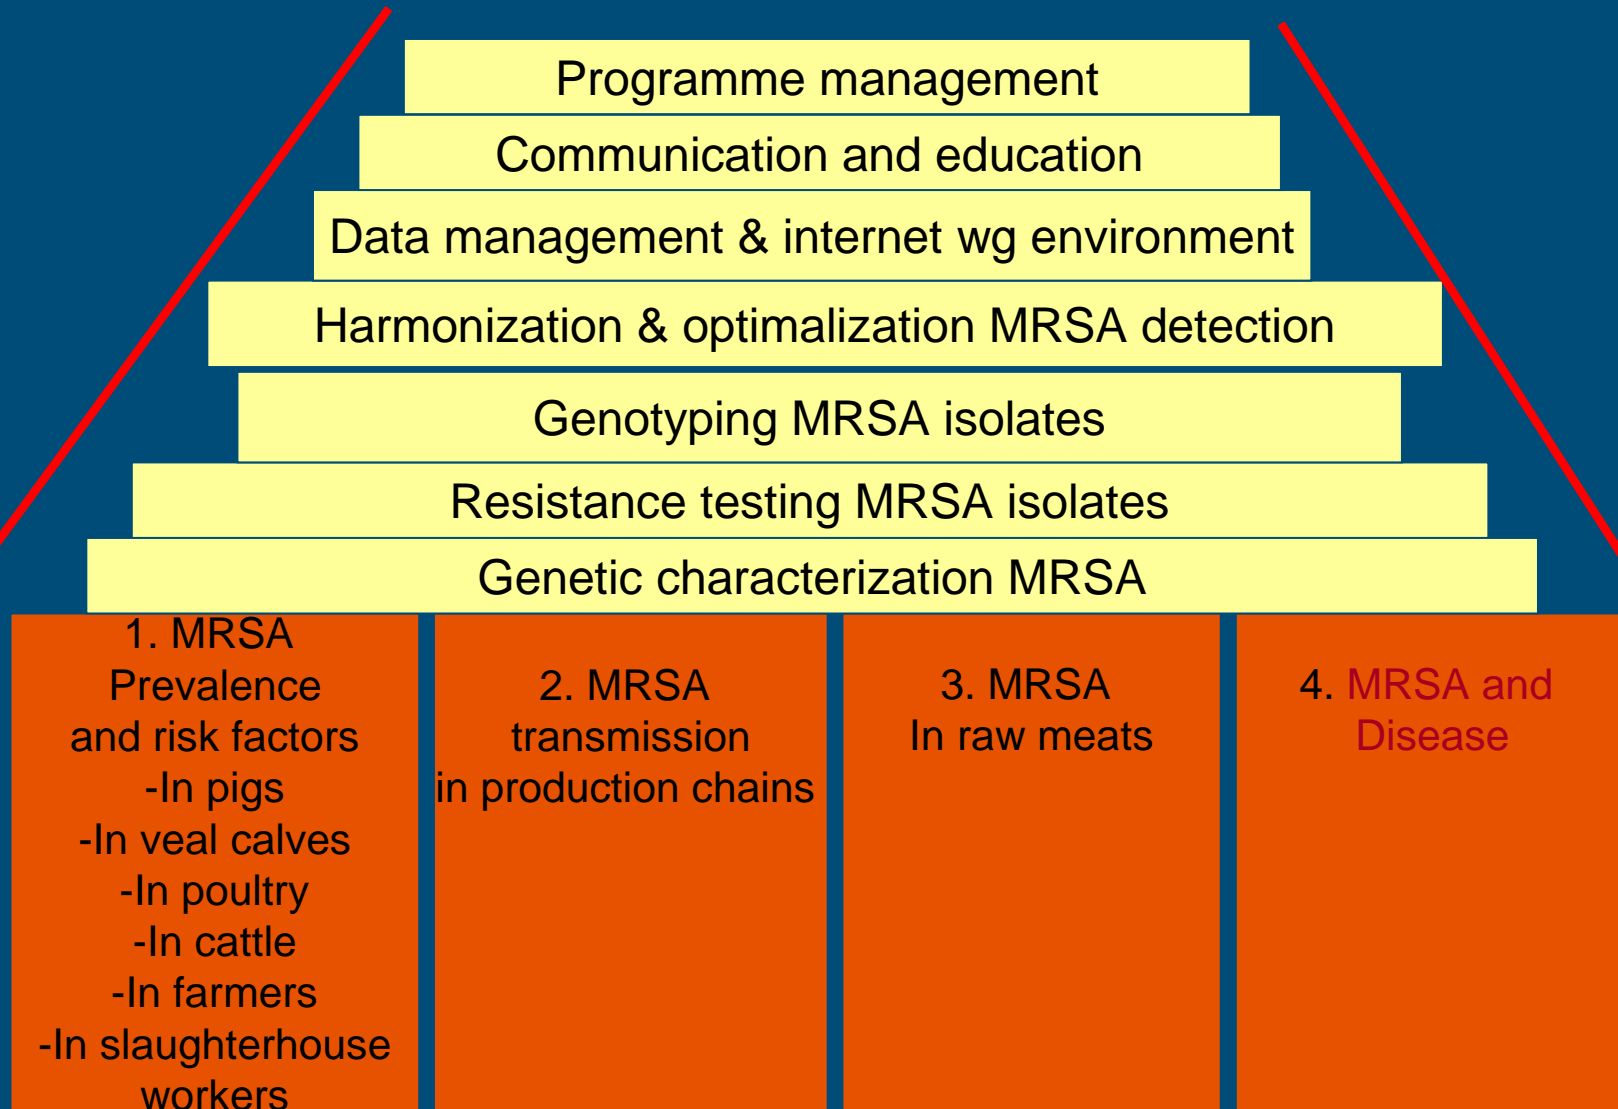 Programme management
Communication and education
Data management & internet wg environment
Harmonization & optimalization MRSA detection
Genotyping MRSA isolates
Resistance testing MRSA isolates
Genetic characterization MRSA
1. MRSA
Prevalence
and risk factors
-In pigs
-In veal calves
-In poultry
-In cattle
-In farmers
-In slaughterhouse
workers
2. MRSA
transmission
in production chains
3. MRSA
In raw meats
4. MRSA and
Disease